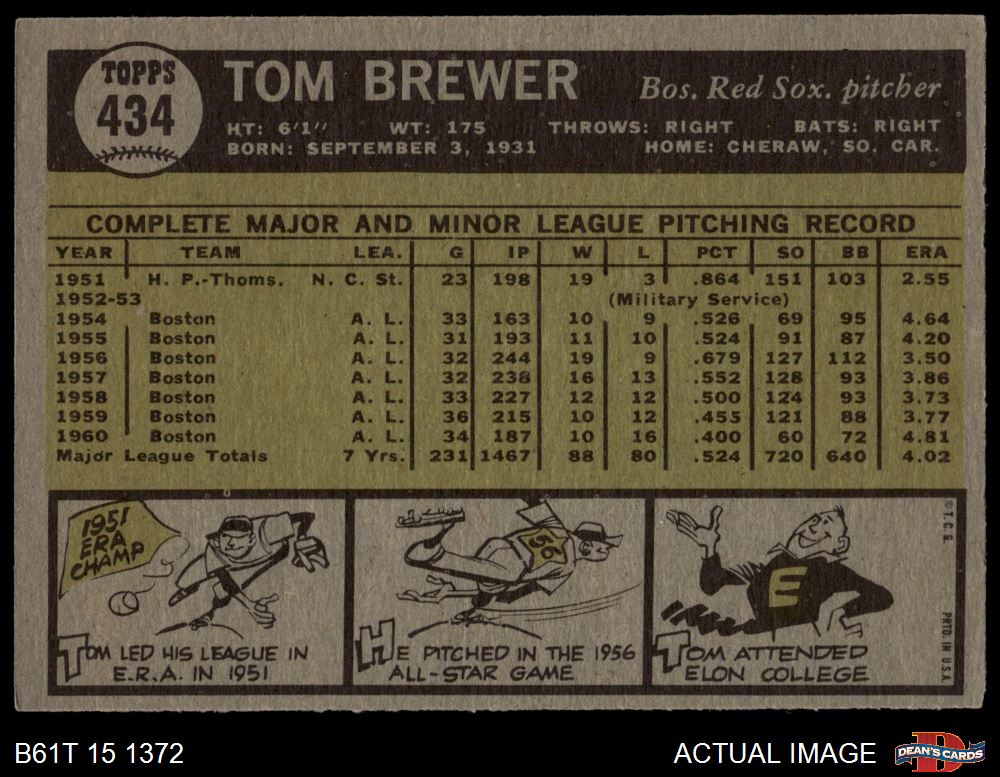 TOPPS
434
TOM BREWER
Bos. Red Sox. pitcher
HT: 6'1" WT: 175 THROWS: RIGHT BATS: RIGHT
BORN: SEPTEMBER 3, 1931 HOME: CHERAW, SO. CAR.
COMPLETE MAJOR AND MINOR LEAGUE PITCHING RECORD
YEAR TEAM LEA. G IP W L PCT SO BB ERA
1951 H. P.-Thoms. N. C. St. 23 198 19 3 .864 151 103 2.55
1952-53 (Military Service)
1954 Boston A. L. 33 163 10 9 .526 69 95 4.64
1955 Boston A. L. 31 193 11 10 .524 91 87 4.20
1956 Boston A. L. 32 244 19 9 .679 127 112 3.50
1957 Boston A. L. 32 238 16 13 .552 128 93 3.86
1958 Boston A. L. 33 227 12 12 .500 124 93 3.73
1959 Boston A. L. 36 215 10 12 .455 121 88 3.77
1960 Boston A. L. 34 187 10 16 .400 60 72 4.81
Major League Totals 7 Yrs. 231 1467 88 80 .524 720 640 4.02
1951
ERA
CHAMP
TOM LED HIS LEAGUE IN
E.R.A. IN 1951
56
HE PITCHED IN THE 1956
ALL-STAR GAME
E
TOM ATTENDED
ELON COLLEGE
© T. C. G.
PRTD. IN U.S.A.
B61T 15 1372
ACTUAL IMAGE
DEAN'S CARDS